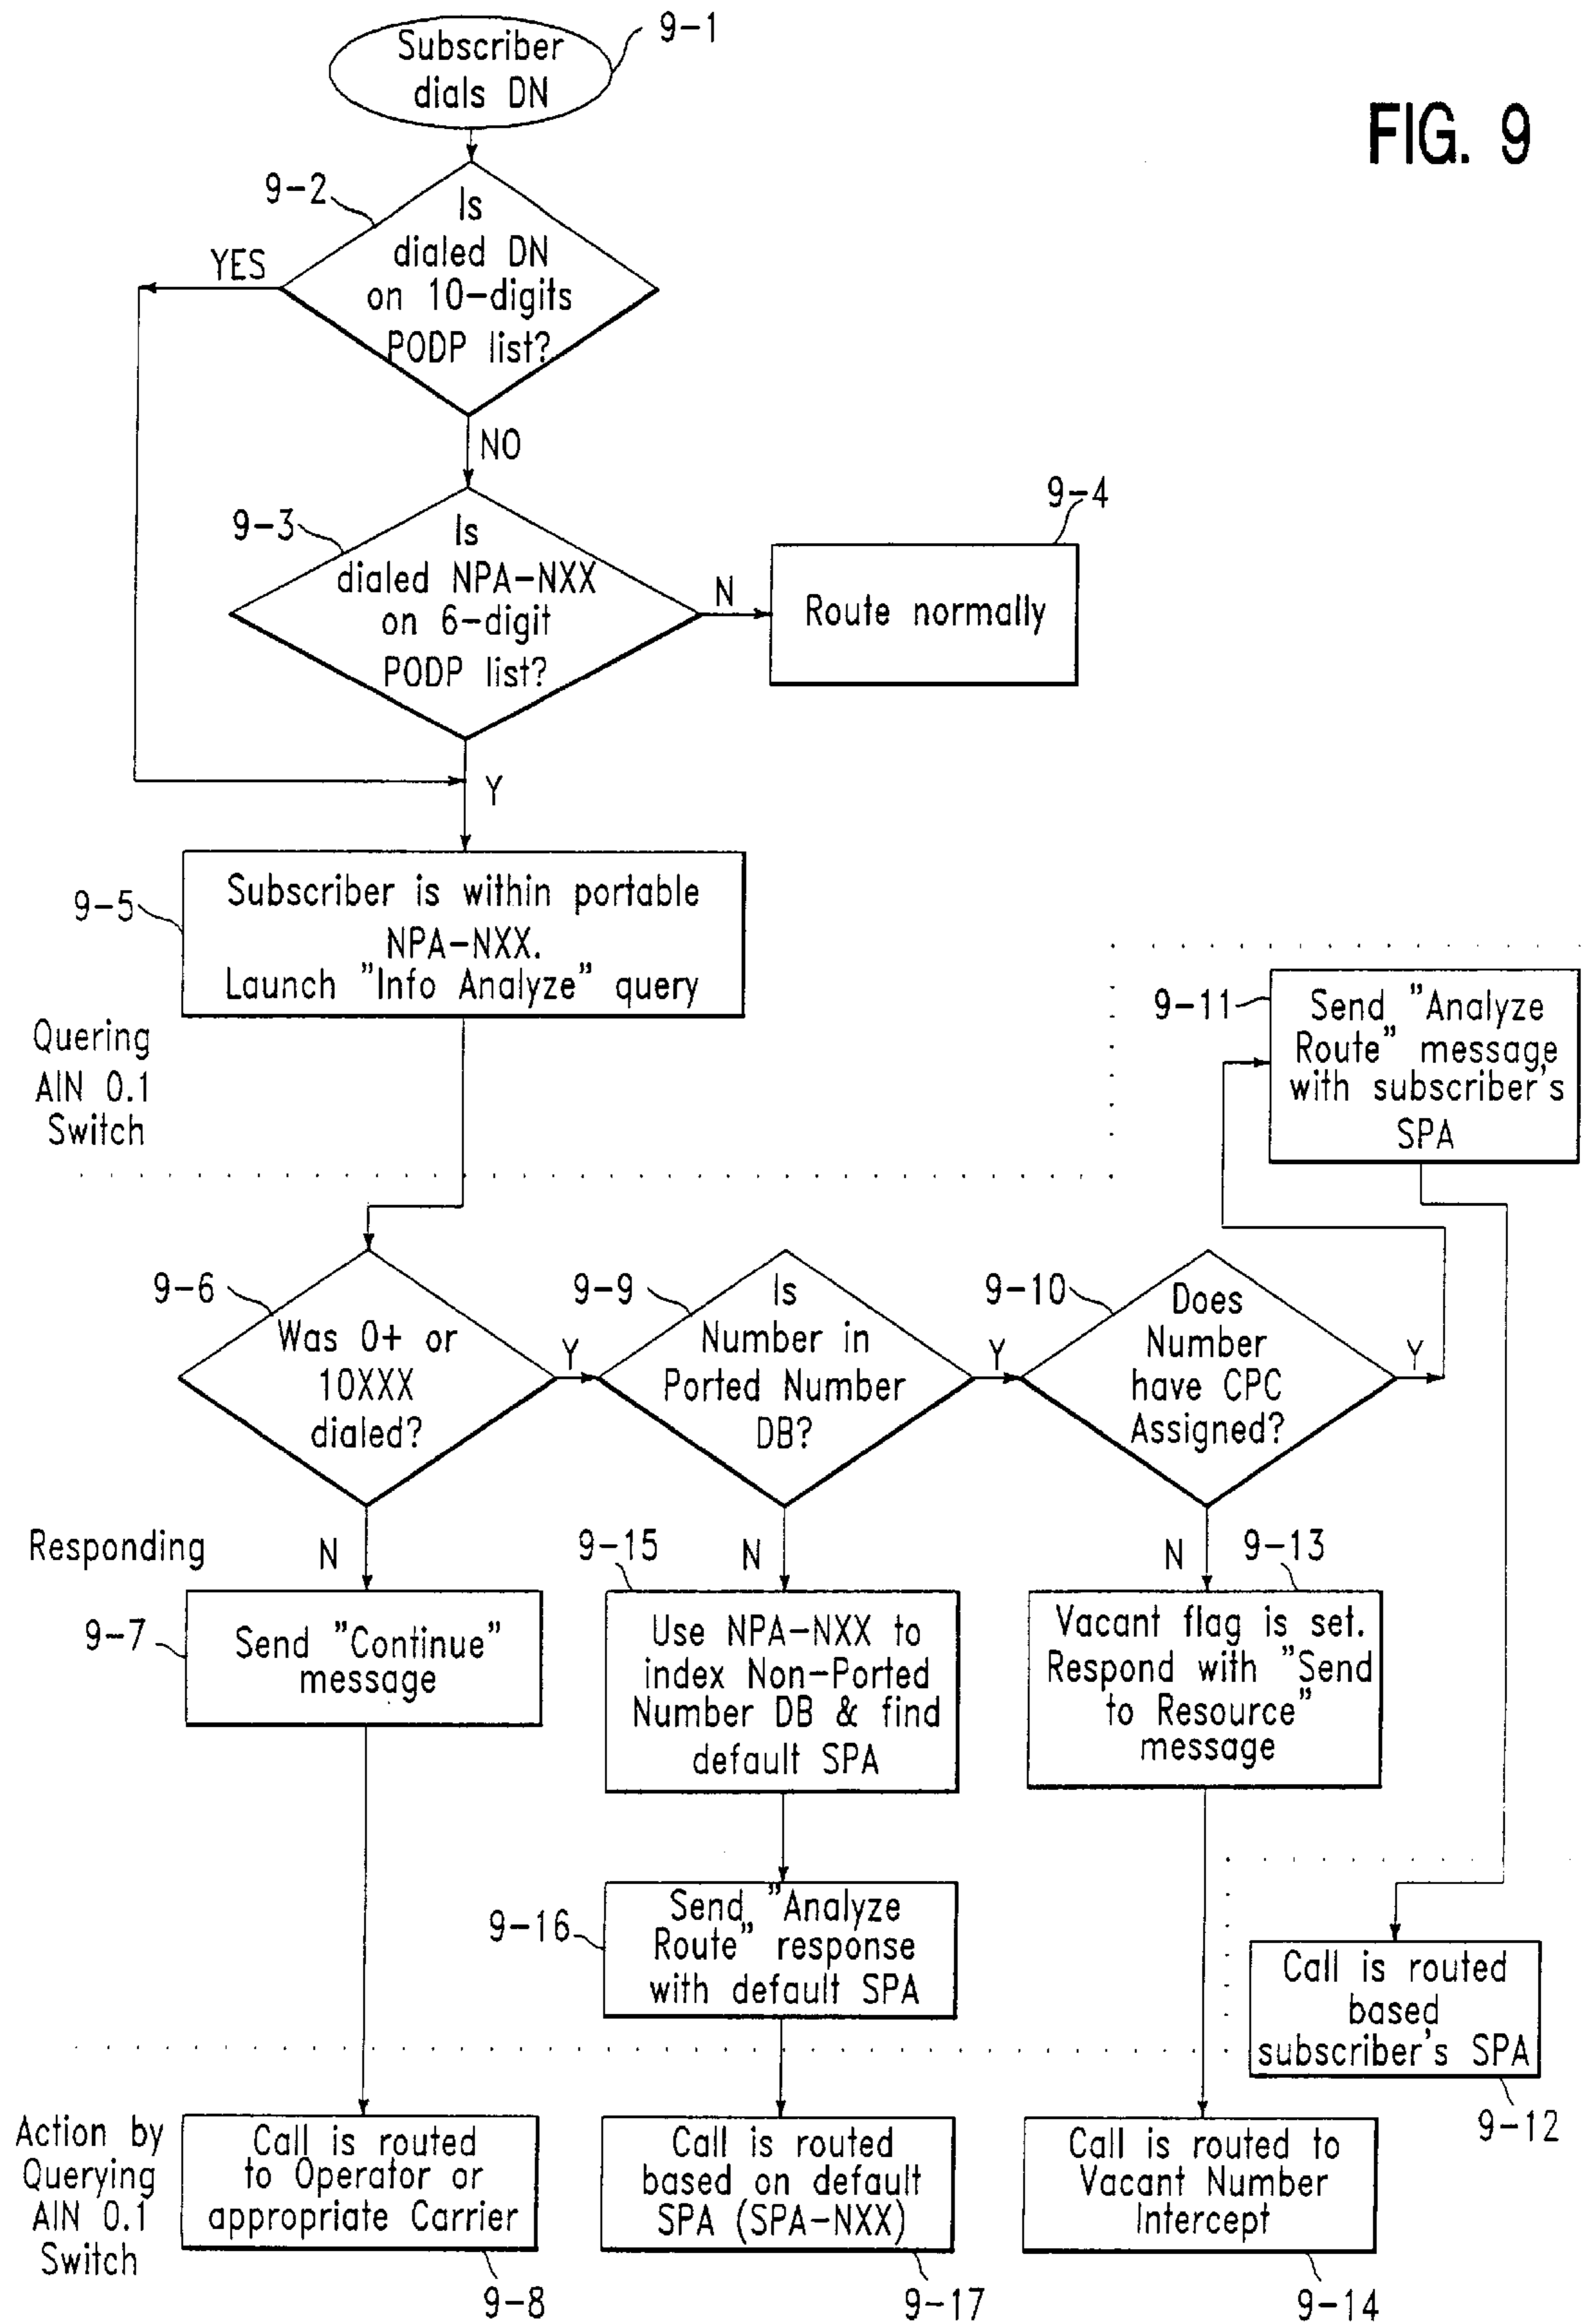 Subscriber
dials DN
9-1
FIG. 9
9-2
Is
dialed DN
on 10-digits
PODP list?
YES
NO
9-3
Is
dialed NPA-NXX
on 6-digit
PODP list?
N
9-4
Route normally
Y
9-5
Subscriber is within portable
NPA-NXX.
Launch "Info Analyze" query
Quering
AIN 0.1
Switch
9-11
Send "Analyze
Route" message
with subscriber's
SPA
9-6
Was 0+ or
10XXX
dialed?
Y
9-9
Is
Number in
Ported Number
DB?
Y
9-10
Does
Number
have CPC
Assigned?
Y
Responding
N
9-15
N
N
9-13
9-7
Send "Continue"
message
Use NPA-NXX to
index Non-Ported
Number DB & find
default SPA
Vacant flag is set.
Respond with "Send
to Resource"
message
9-16
Send "Analyze
Route" response
with default SPA
Call is routed
based
subscriber's SPA
9-12
Action by
Querying
AIN 0.1
Switch
Call is routed
to Operator or
appropriate Carrier
9-8
Call is routed
based on default
SPA (SPA-NXX)
9-17
Call is routed to
Vacant Number
Intercept
9-14